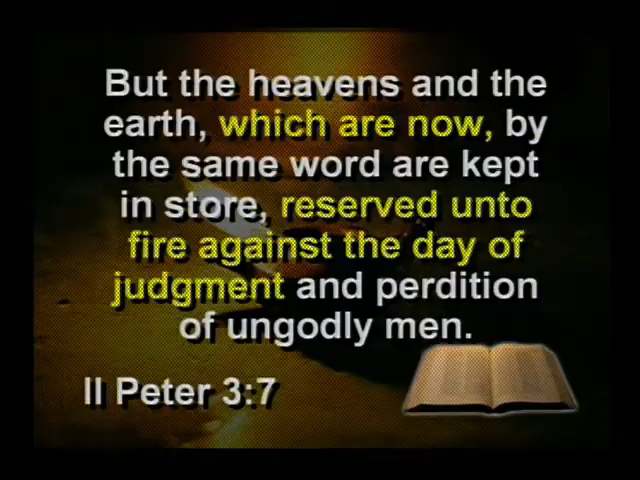 But the heavens and the
earth, which are now, by
the same word are kept
in store, reserved unto
fire against the day of
judgment and perdition
of ungodly men.
II Peter 3:7